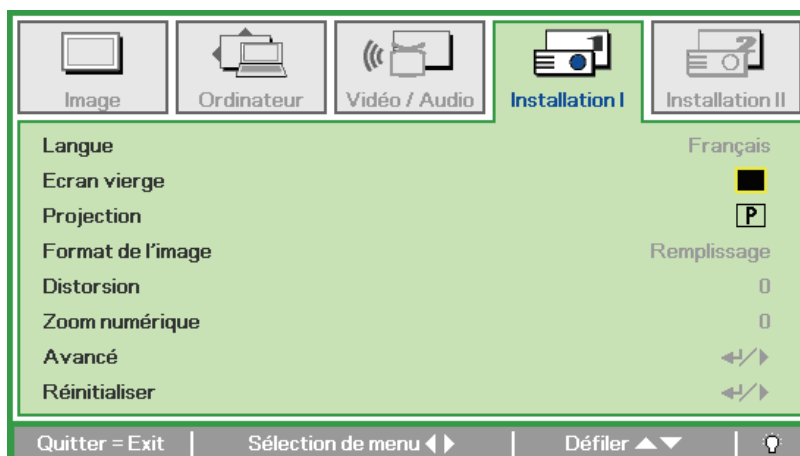 Image Ordinateur Vidéo / Audio Installation I Installation II
Langue Français
Ecran vierge
Projection P
Format de l'image Remplissage
Distorsion 0
Zoom numérique 0
Avancé
Réinitialiser
Quitter = Exit Sélection de menu Défiler